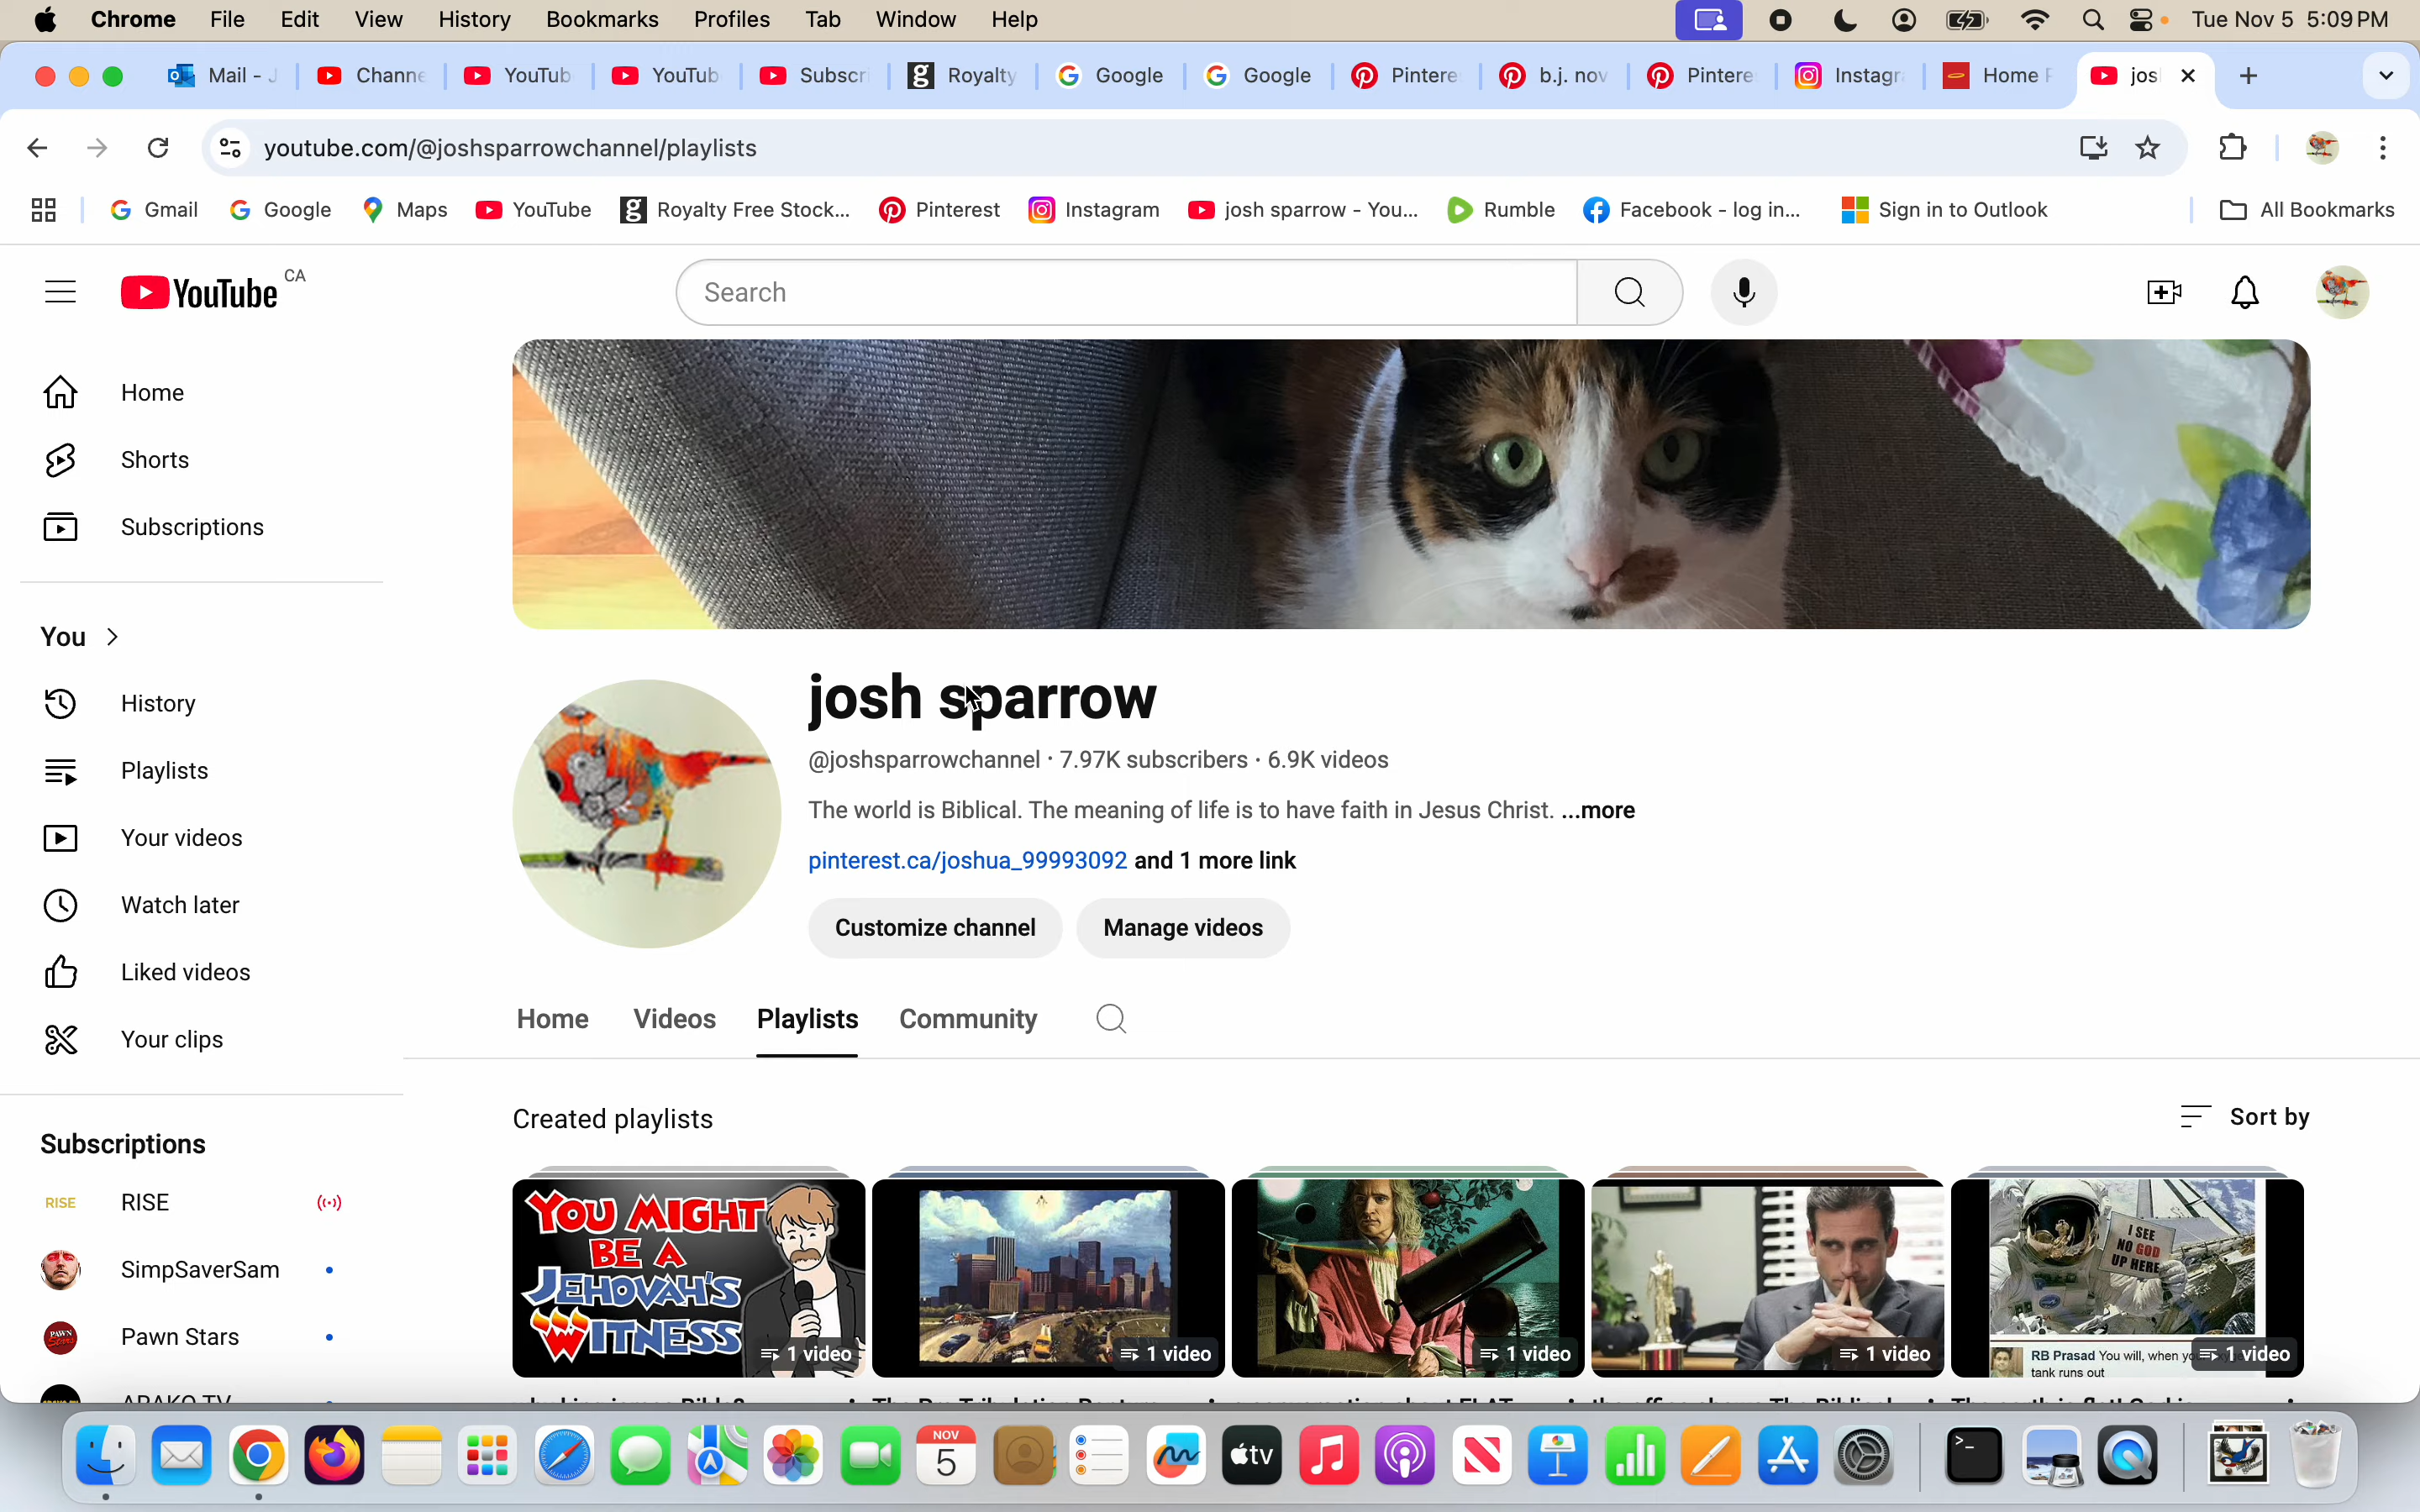 Chrome File Edit View History Bookmarks Profiles Tab Window Help Tue Nov 5 5:09 PM
Mail - J Channe YouTub YouTub Subscri Royalty Google Google Pintere b.j. nov Pintere Instagr Home P jos
youtube.com/@joshsparrowchannel/playlists
Gmail Google Maps YouTube Royalty Free Stock... Pinterest Instagram josh sparrow - You... Rumble Facebook - log in... Sign in to Outlook All Bookmarks
YouTube CA
Search
Home
Shorts
Subscriptions
You
History
Playlists
Your videos
Watch later
Liked videos
Your clips
Subscriptions
RISE RISE
SimpSaverSam
PAWN Pawn Stars
ABAKO TV
josh sparrow
@joshsparrowchannel · 7.97K subscribers · 6.9K videos
The world is Biblical. The meaning of life is to have faith in Jesus Christ. ...more
pinterest.ca/joshua_99993092 and 1 more link
Customize channel Manage videos
Home Videos Playlists Community
Created playlists Sort by
YOU MIGHT
BE A
JEHOVAH'S
WITNESS
1 video
1 video
1 video
1 video
I SEE
NO GOD
UP HERE
RB Prasad You will, when
tank runs out
1 video
NOV
5
tv